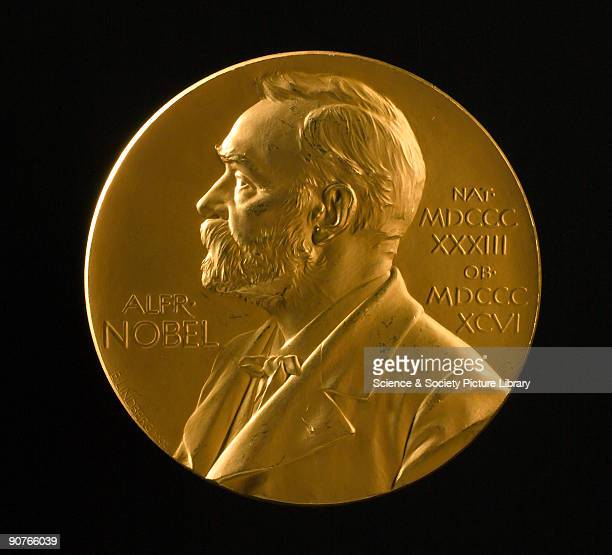 ALFR·
NOBEL
NAT·
MDCCC
XXXIII
OB·
MDCCC
XCVI
gettyimages
Science & Society Picture Library
90766039